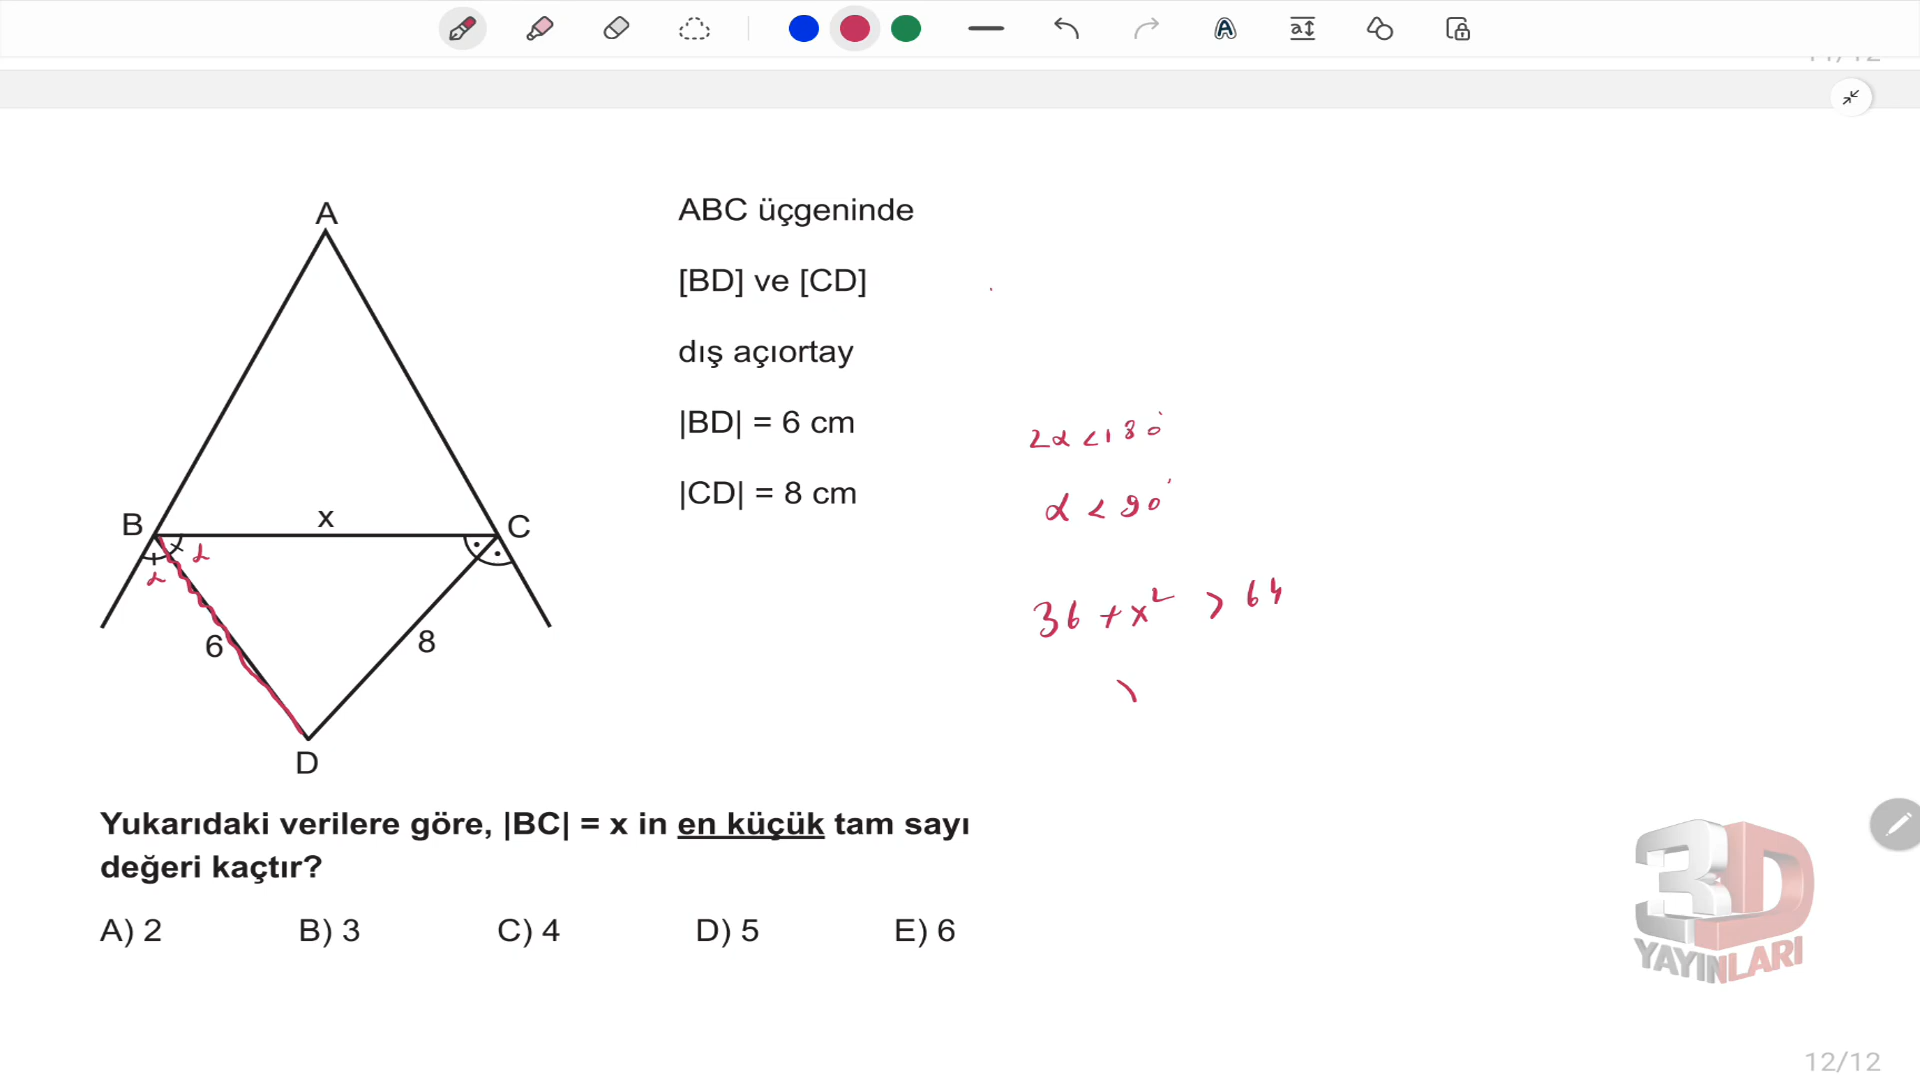 11/12
A
ABC üçgeninde
[BD] ve [CD]
dış açıortay
|BD| = 6 cm
|CD| = 8 cm
B x C
α
α
6 8
D
2α < 180°
α < 90°
36 + x² > 64
Yukarıdaki verilere göre, |BC| = x in en küçük tam sayı
değeri kaçtır?
A) 2 B) 3 C) 4 D) 5 E) 6
3D
YAYINLARI
12/12